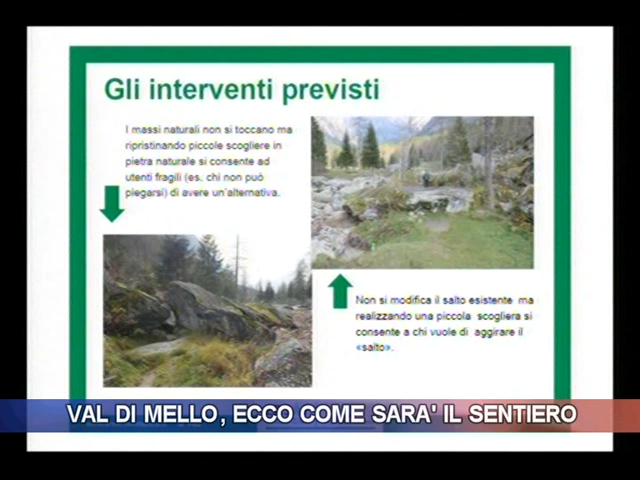 Gli interventi previsti
I massi naturali non si toccano ma
ripristinando piccole scogliere in
pietra naturale si consente ad
utenti fragili (es. chi non può
piegarsi) di avere un'alternativa.
Non si modifica il salto esistente ma
realizzando una piccola scogliera si
consente a chi vuole di aggirare il
«salto».
VAL DI MELLO, ECCO COME SARA' IL SENTIERO